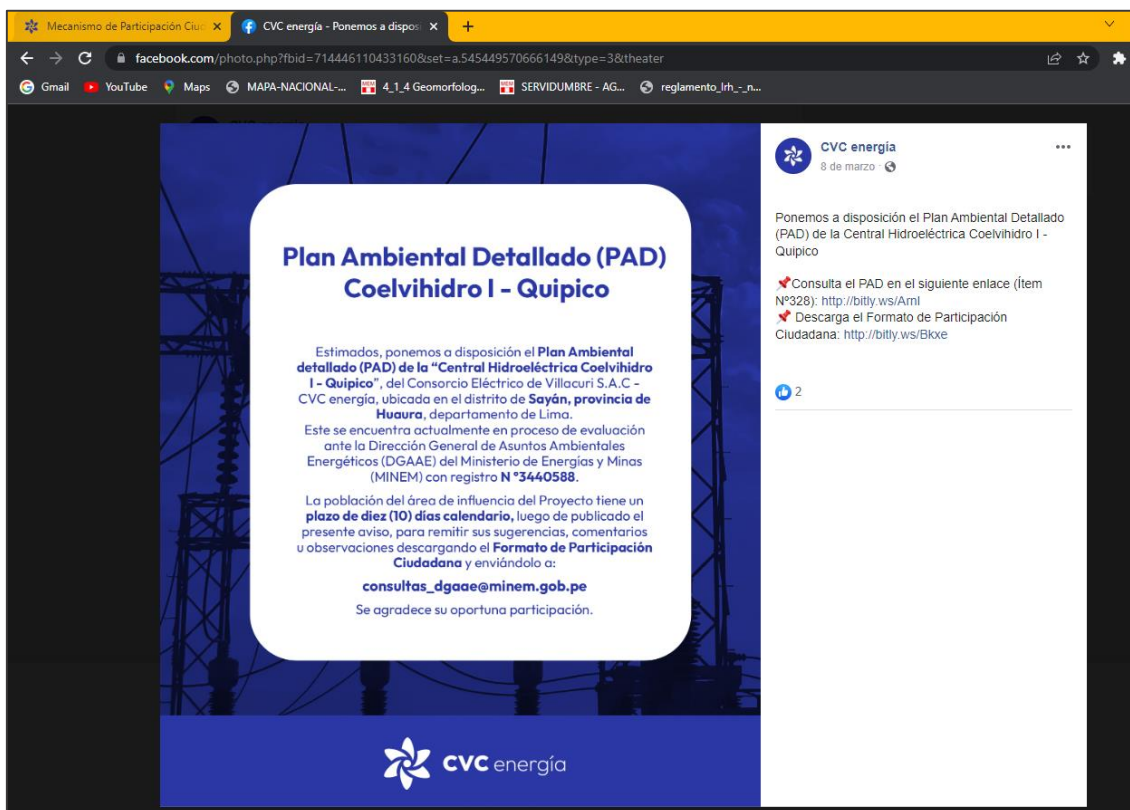 Mecanismo de Participación Ciud
CVC energía - Ponemos a dispos
facebook.com/photo.php?fbid=714446110433160&set=a.545449570666149&type=3&theater
Gmail YouTube Maps MAPA-NACIONAL-... 4_1_4 Geomorfolog... SERVIDUMBRE - AG... reglamento_lrh_-_n...
Plan Ambiental Detallado (PAD)
Coelvihidro I - Quipico
Estimados, ponemos a disposición el Plan Ambiental
detallado (PAD) de la “Central Hidroeléctrica Coelvihidro
I - Quipico”, del Consorcio Eléctrico de Villacuri S.A.C -
CVC energía, ubicada en el distrito de Sayán, provincia de
Huaura, departamento de Lima.
Este se encuentra actualmente en proceso de evaluación
ante la Dirección General de Asuntos Ambientales
Energéticos (DGAAE) del Ministerio de Energías y Minas
(MINEM) con registro N °3440588.
La población del área de influencia del Proyecto tiene un
plazo de diez (10) días calendario, luego de publicado el
presente aviso, para remitir sus sugerencias, comentarios
u observaciones descargando el Formato de Participación
Ciudadana y enviándolo a:
consultas_dgaae@minem.gob.pe
Se agradece su oportuna participación.
CVC energía
CVC energía
8 de marzo ·
Ponemos a disposición el Plan Ambiental Detallado
(PAD) de la Central Hidroeléctrica Coelvihidro I -
Quipico
📌Consulta el PAD en el siguiente enlace (Ítem
Nº328): http://bitly.ws/ArnI
📌 Descarga el Formato de Participación
Ciudadana: http://bitly.ws/Bkxe
2